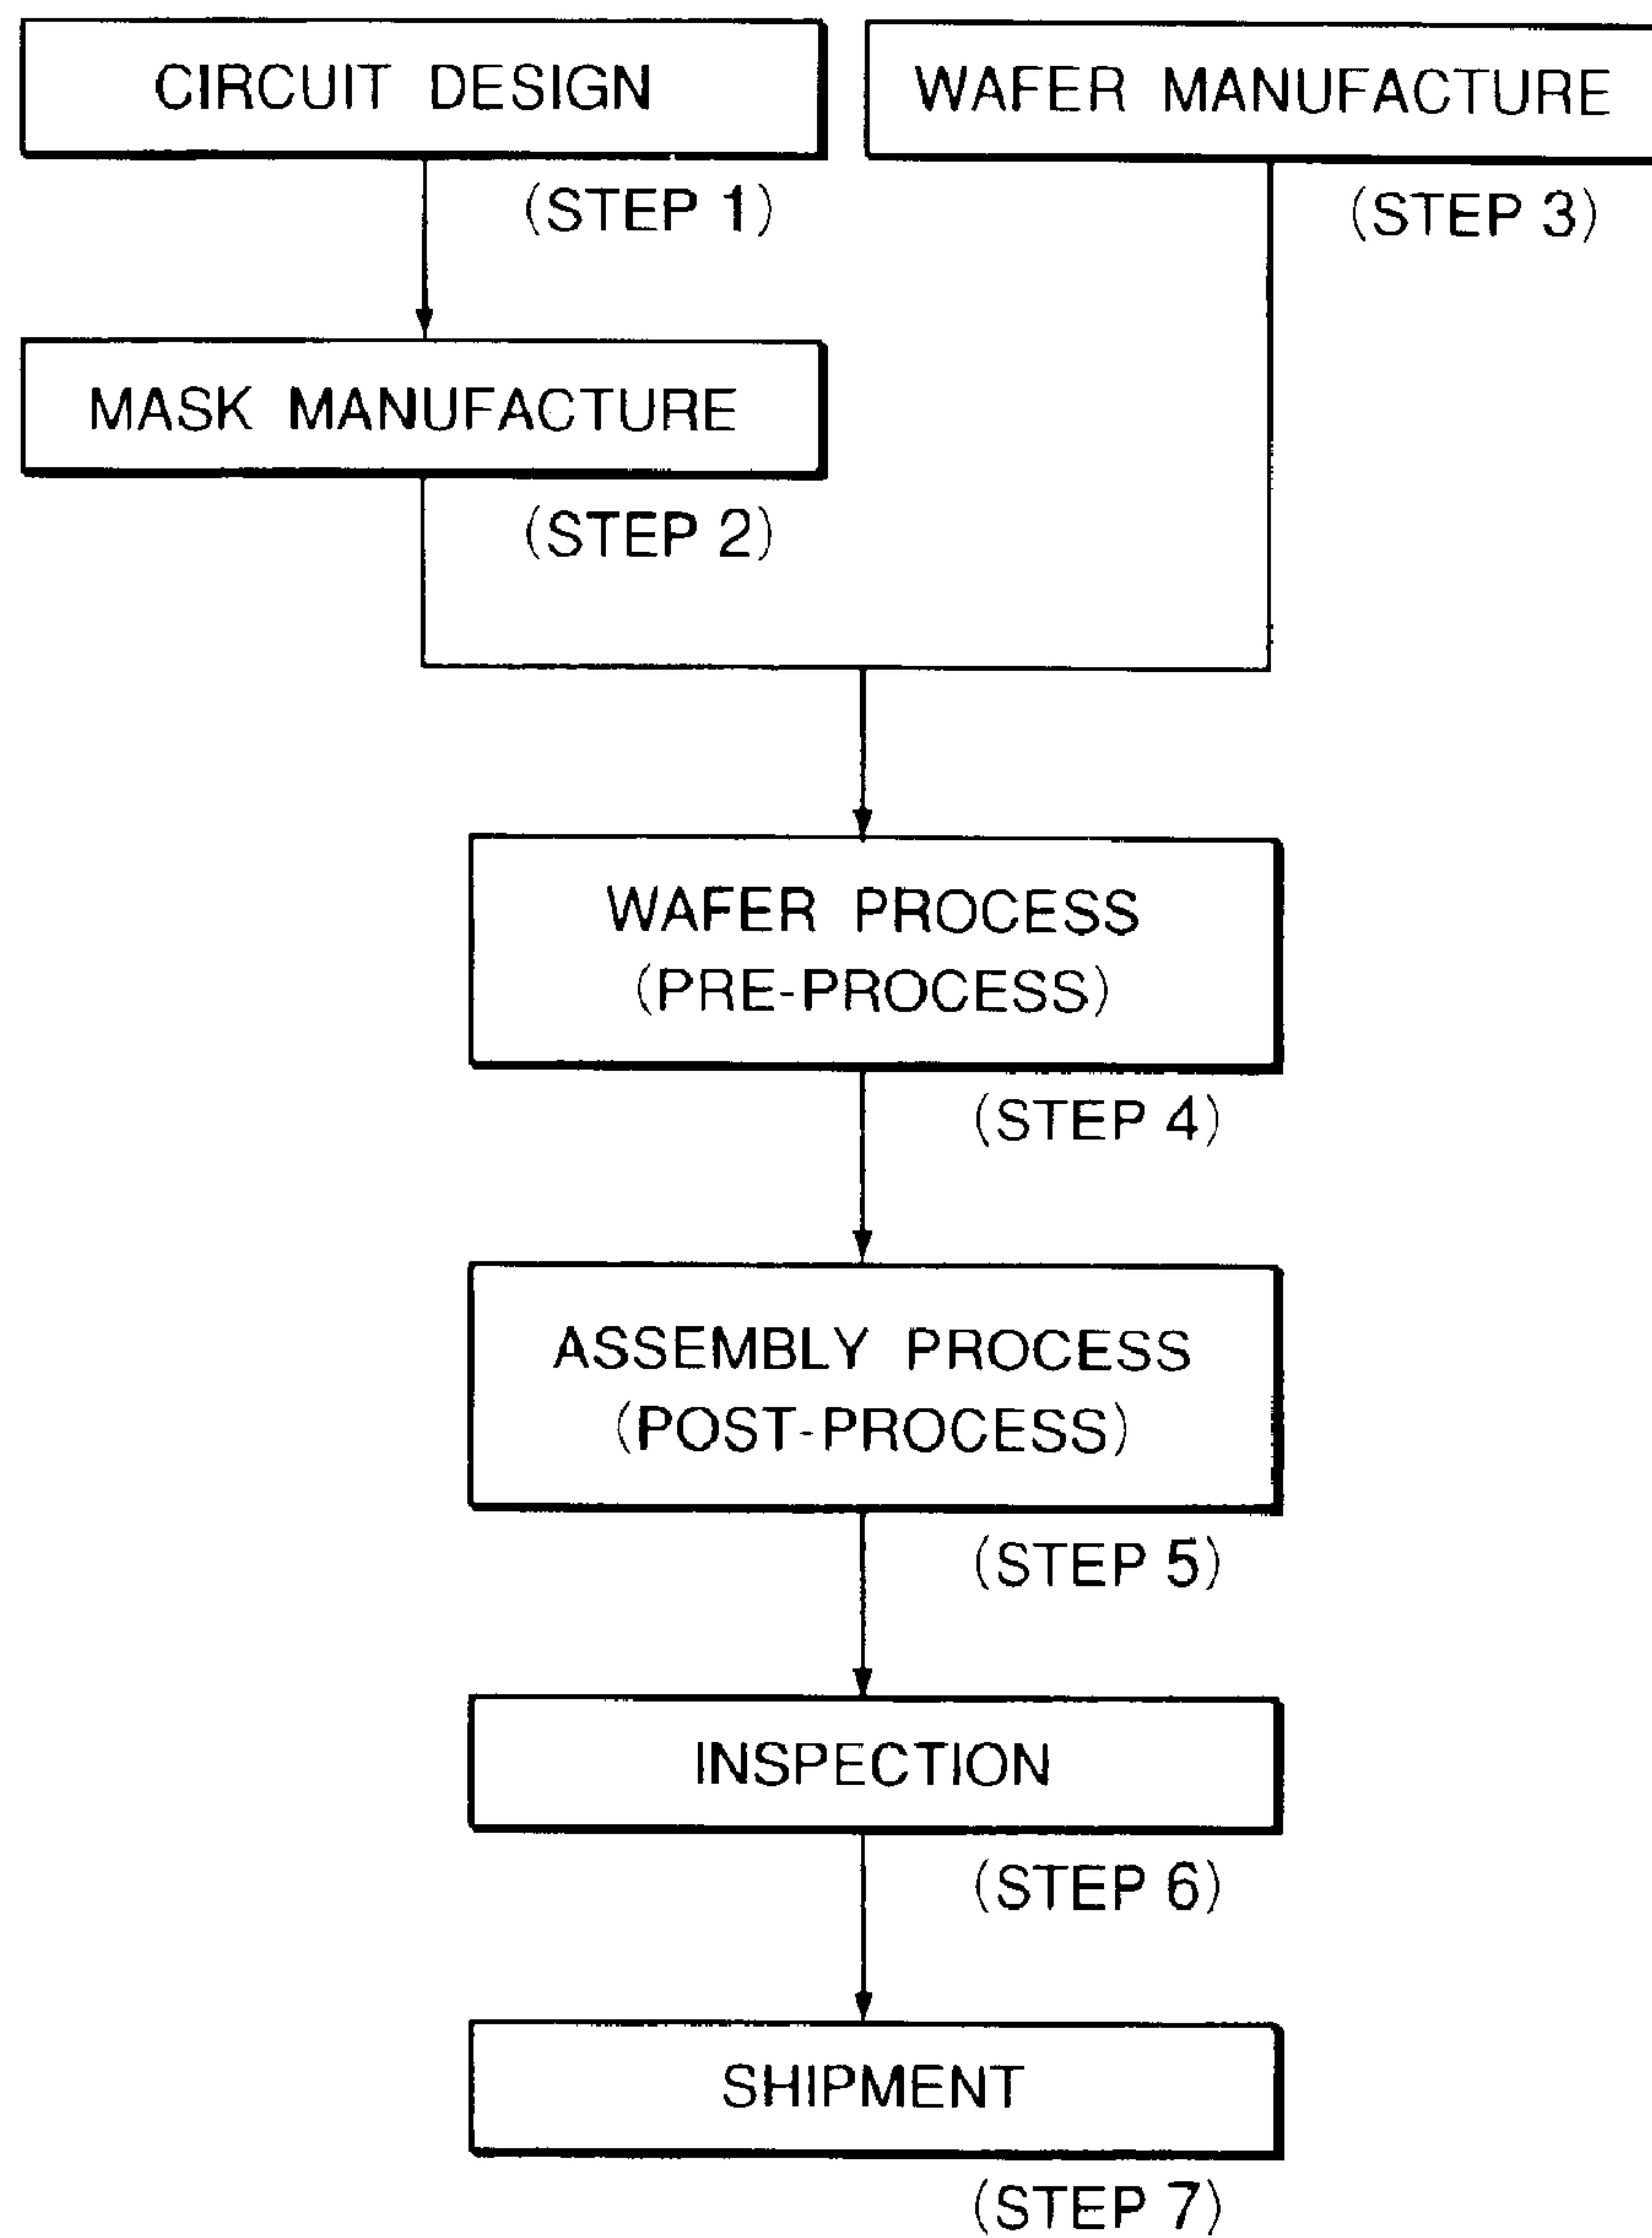 CIRCUIT DESIGN
(STEP 1)
WAFER MANUFACTURE
(STEP 3)
MASK MANUFACTURE
(STEP 2)
WAFER PROCESS
(PRE-PROCESS)
(STEP 4)
ASSEMBLY PROCESS
(POST-PROCESS)
(STEP 5)
INSPECTION
(STEP 6)
SHIPMENT
(STEP 7)